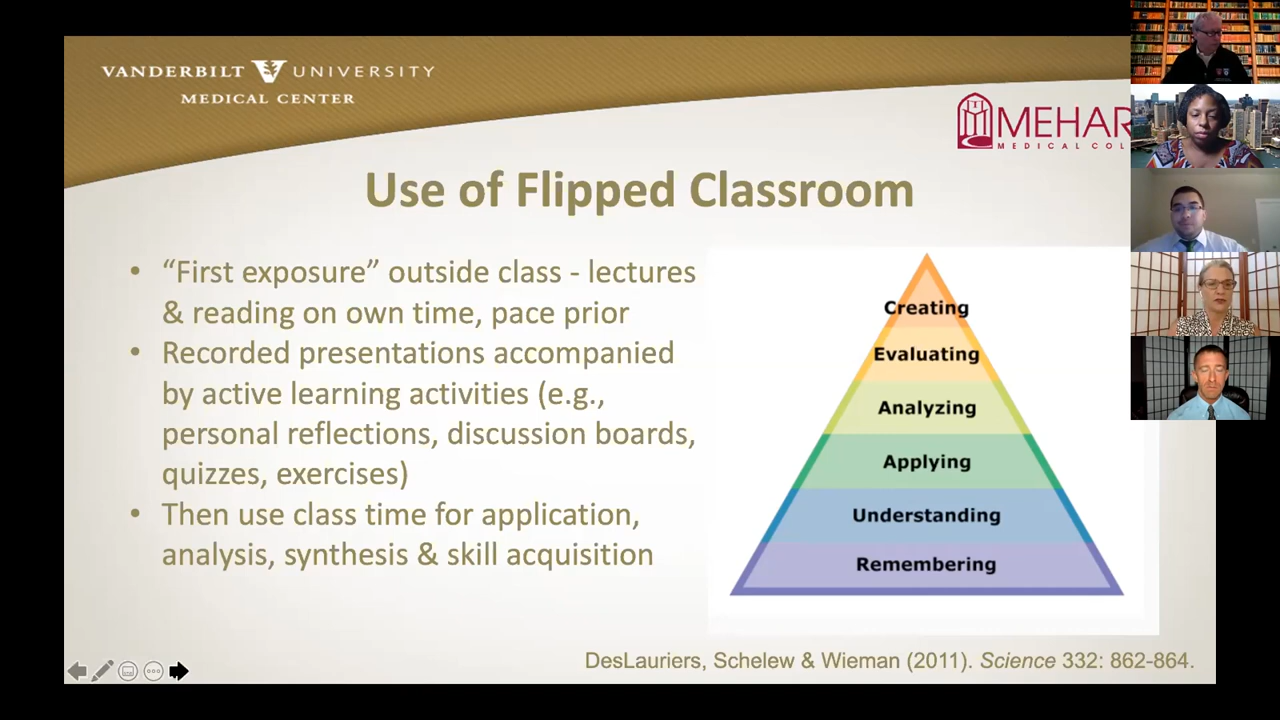 VANDERBILT UNIVERSITY
MEDICAL CENTER
MEHAR
MEDICAL COL
Use of Flipped Classroom
• “First exposure” outside class - lectures
& reading on own time, pace prior
• Recorded presentations accompanied
by active learning activities (e.g.,
personal reflections, discussion boards,
quizzes, exercises)
• Then use class time for application,
analysis, synthesis & skill acquisition
Creating
Evaluating
Analyzing
Applying
Understanding
Remembering
DesLauriers, Schelew & Wieman (2011). Science 332: 862-864.